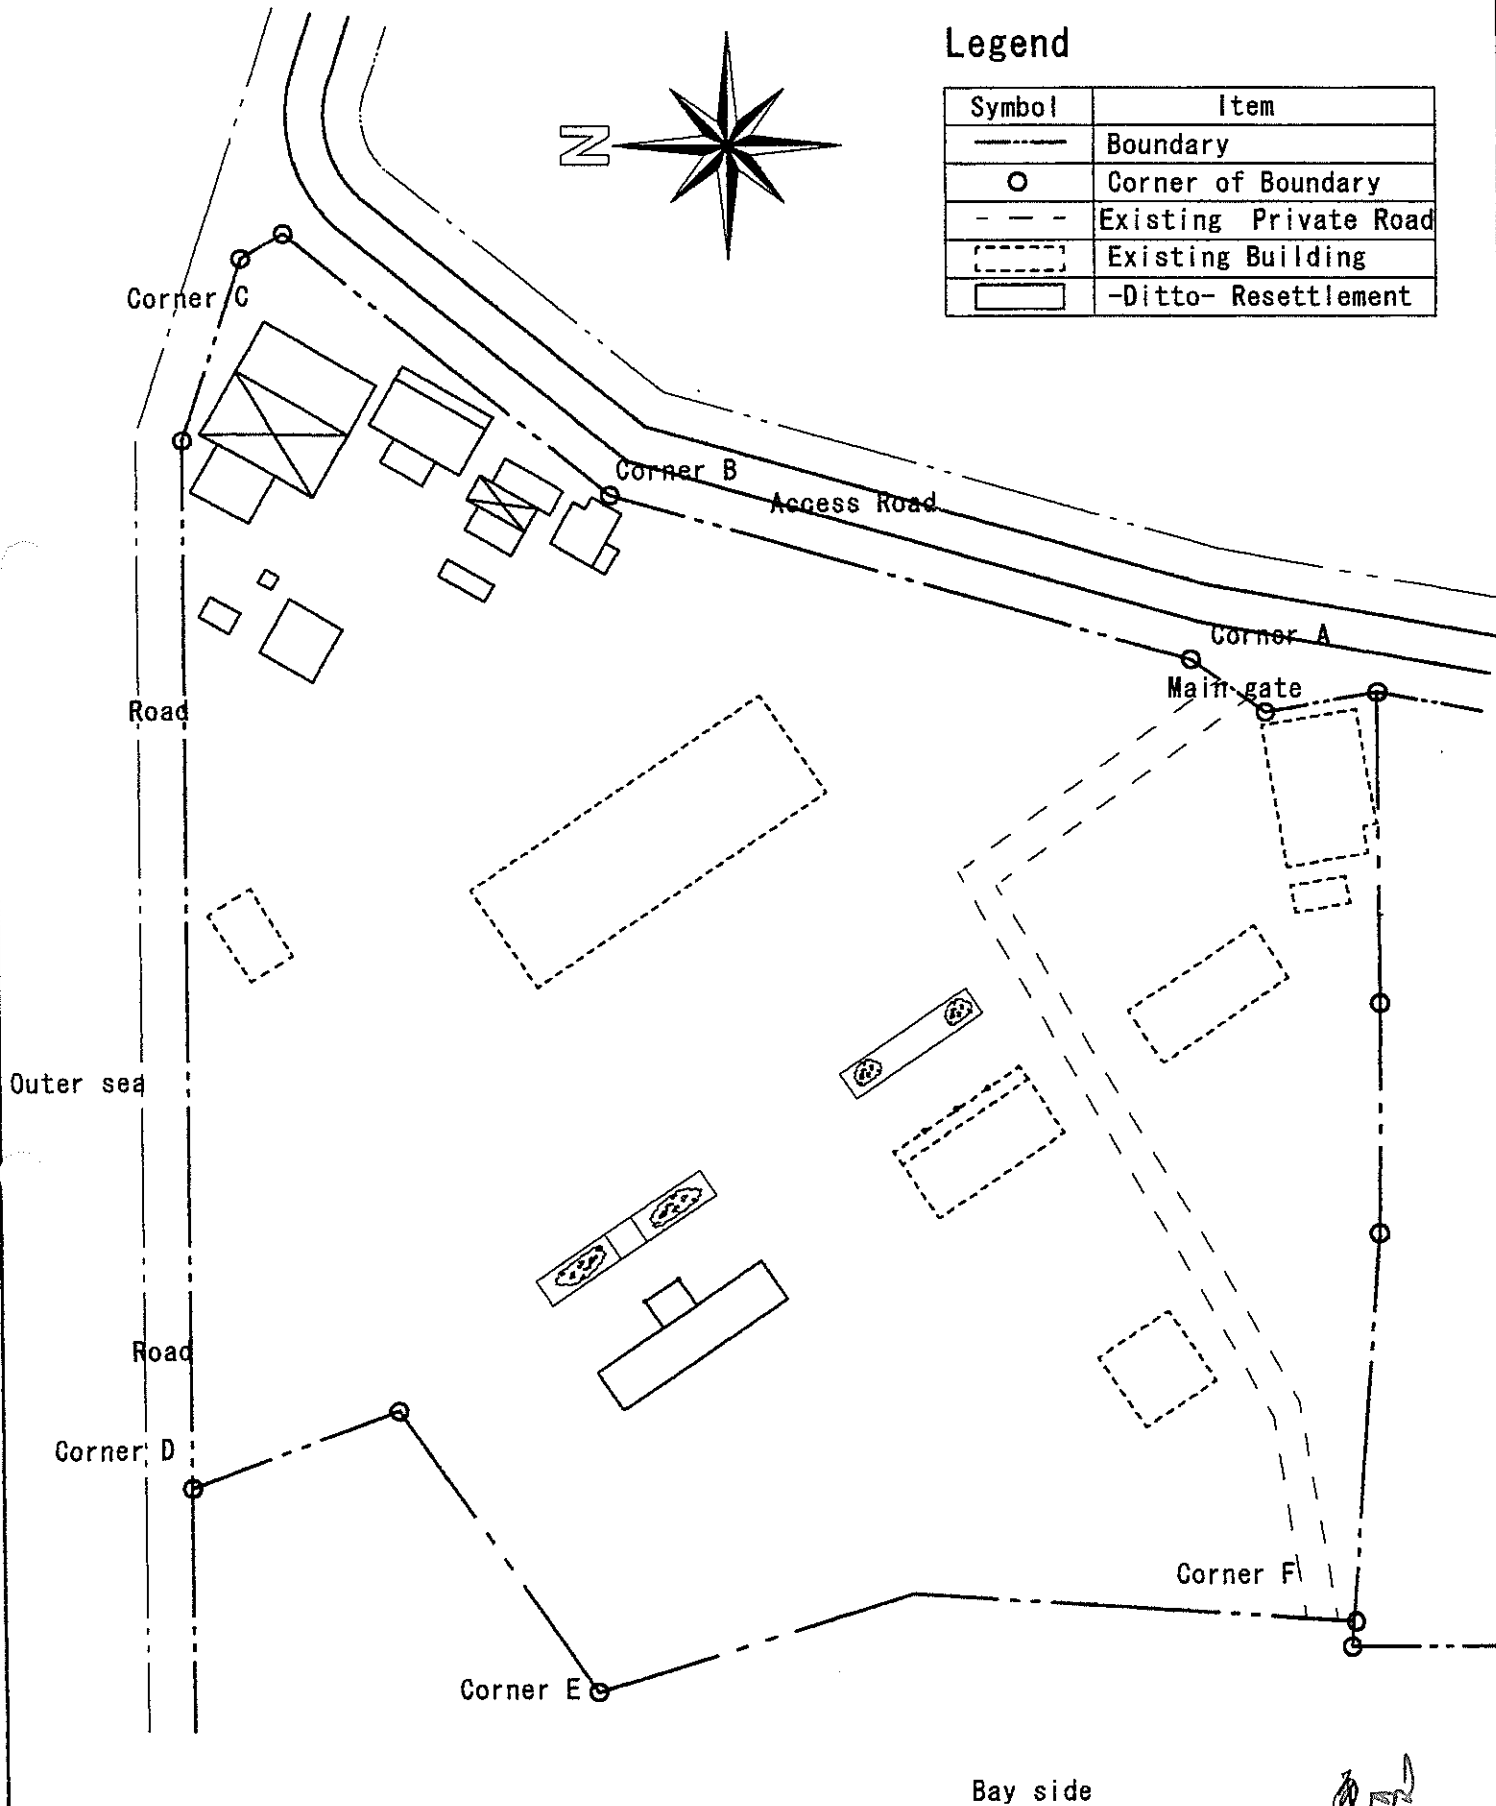 Legend
Symbol Item
Boundary
Corner of Boundary
Existing Private Road
Existing Building
-Ditto- Resettlement
N
Corner C
Corner B
Access Road
Corner A
Main gate
Road
Outer sea
Road
Corner D
Corner F
Corner E
Bay side